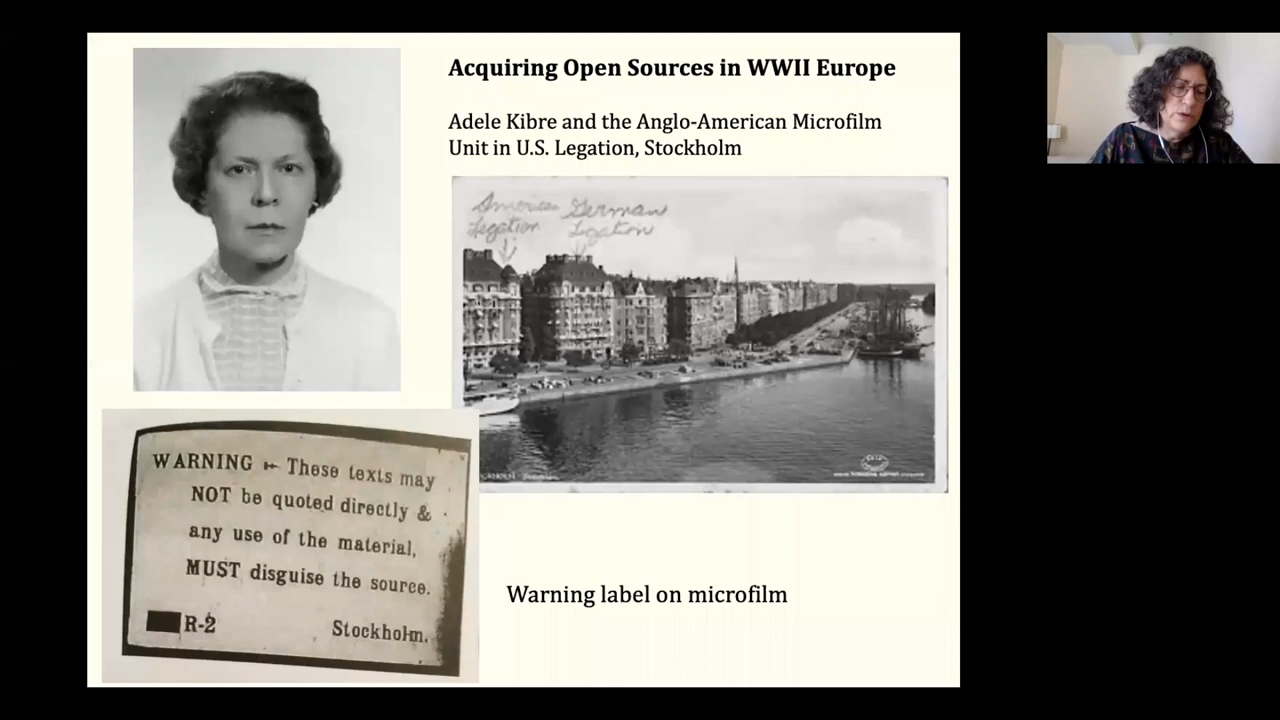 Acquiring Open Sources in WWII Europe
Adele Kibre and the Anglo-American Microfilm
Unit in U.S. Legation, Stockholm
American German
Legation Legation
WARNING These texts may
NOT be quoted directly &
any use of the material,
MUST disguise the source.
R-2 Stockholm.
Warning label on microfilm